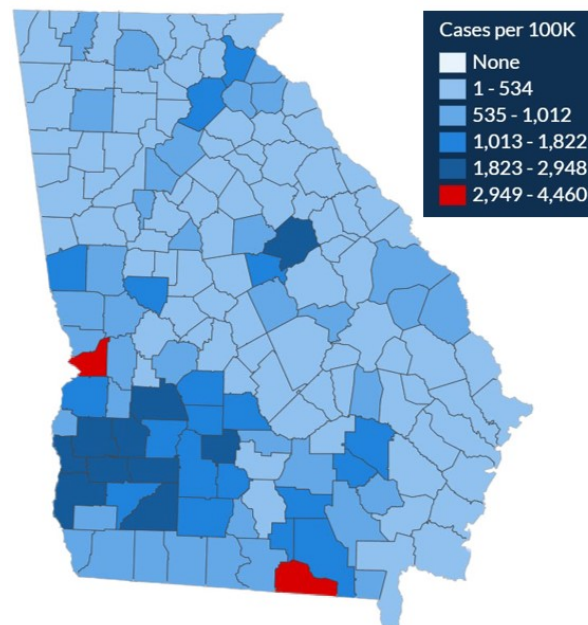 Cases per 100K
None
1 - 534
535 - 1,012
1,013 - 1,822
1,823 - 2,948
2,949 - 4,460